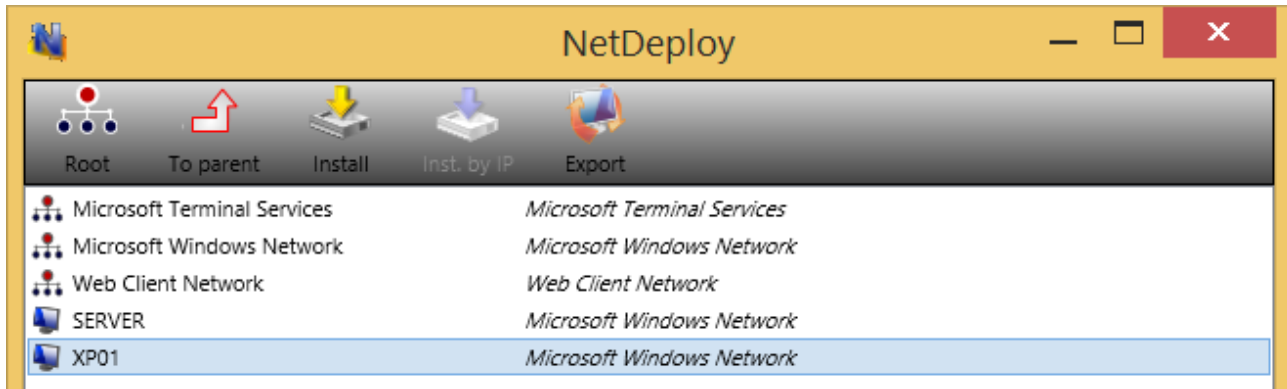 NetDeploy
Root To parent Install Inst. by IP Export
Microsoft Terminal Services Microsoft Terminal Services
Microsoft Windows Network Microsoft Windows Network
Web Client Network Web Client Network
SERVER Microsoft Windows Network
XP01 Microsoft Windows Network